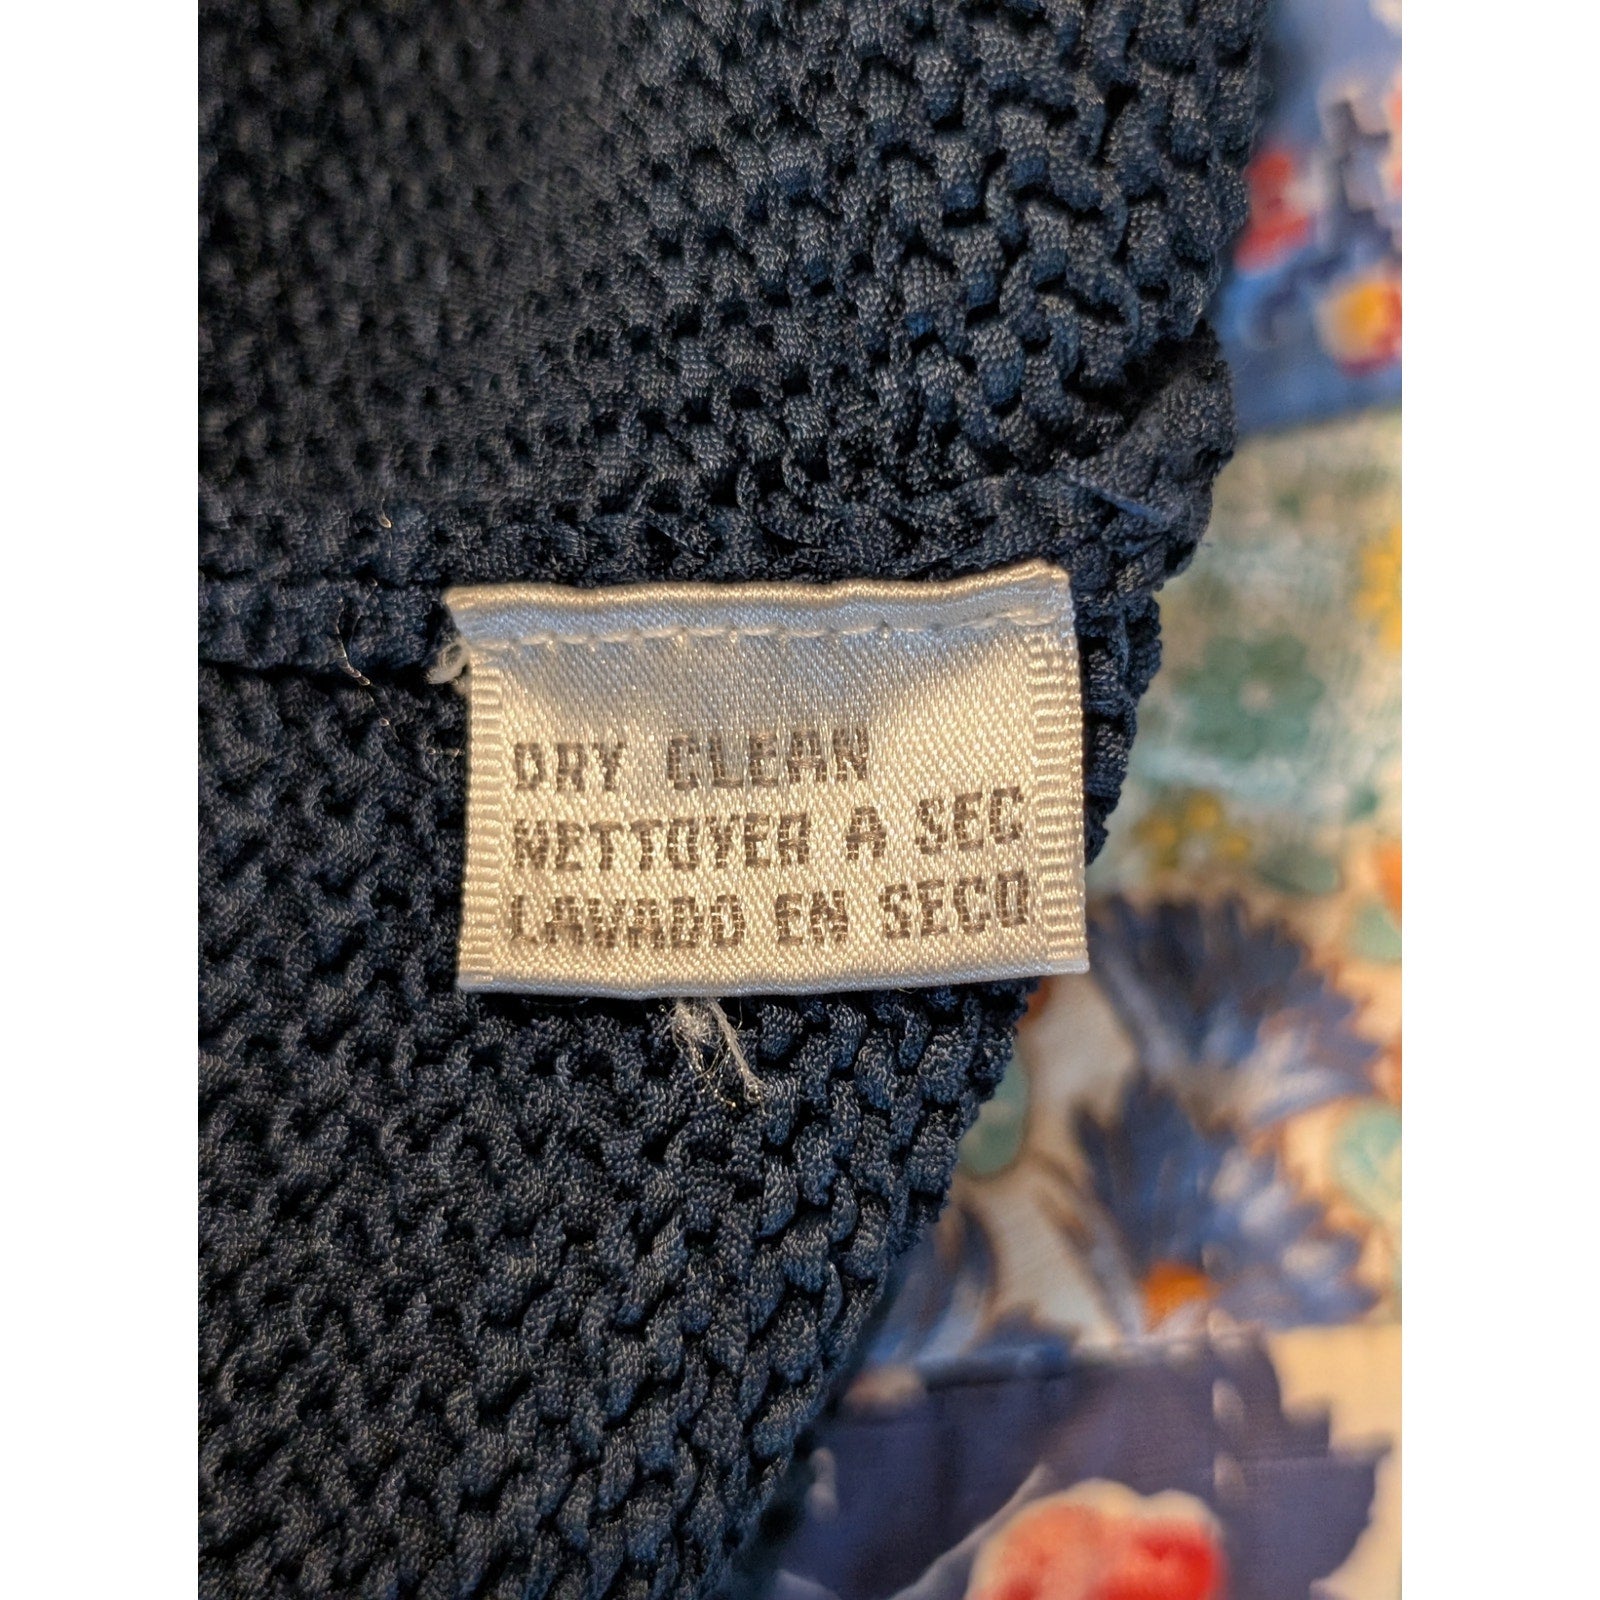 DRY CLEAN
NETTOYER A SEC
LAVADO EN SECO